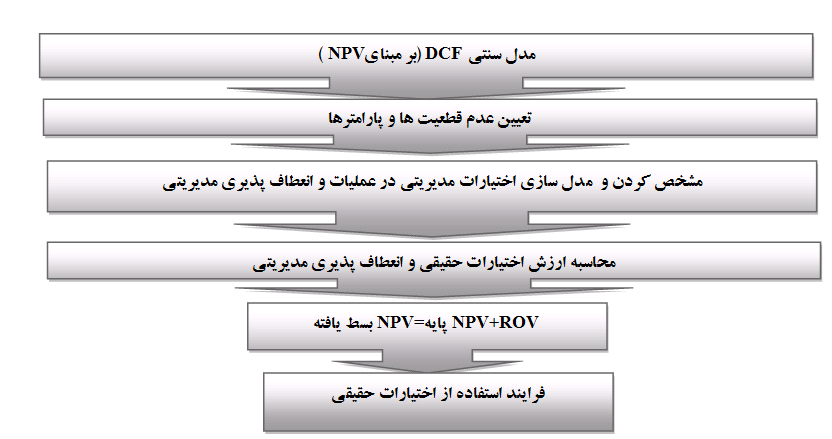 مدل سنتی DCF (بر مبنای NPV )
تعیین عدم قطعیت ها و پارامترها
مشخص کردن و مدل سازی اختیارات مدیریتی در عملیات و انعطاف پذیری مدیریتی
محاسبه ارزش اختیارات حقیقی و انعطاف پذیری مدیریتی
NPV+ROV پایه=NPV بسط یافته
فرایند استفاده از اختیارات حقیقی